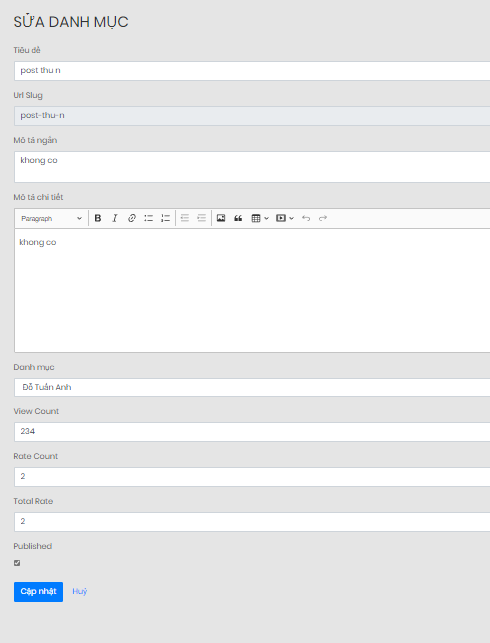 SỬA DANH MỤC
Tiêu đề
post thu n
Url Slug
post-thu-n
Mô tả ngắn
khong co
Mô tả chi tiết
Paragraph
khong co
Danh mục
Đỗ Tuấn Anh
View Count
234
Rate Count
2
Total Rate
2
Published
Cập nhật Huỷ